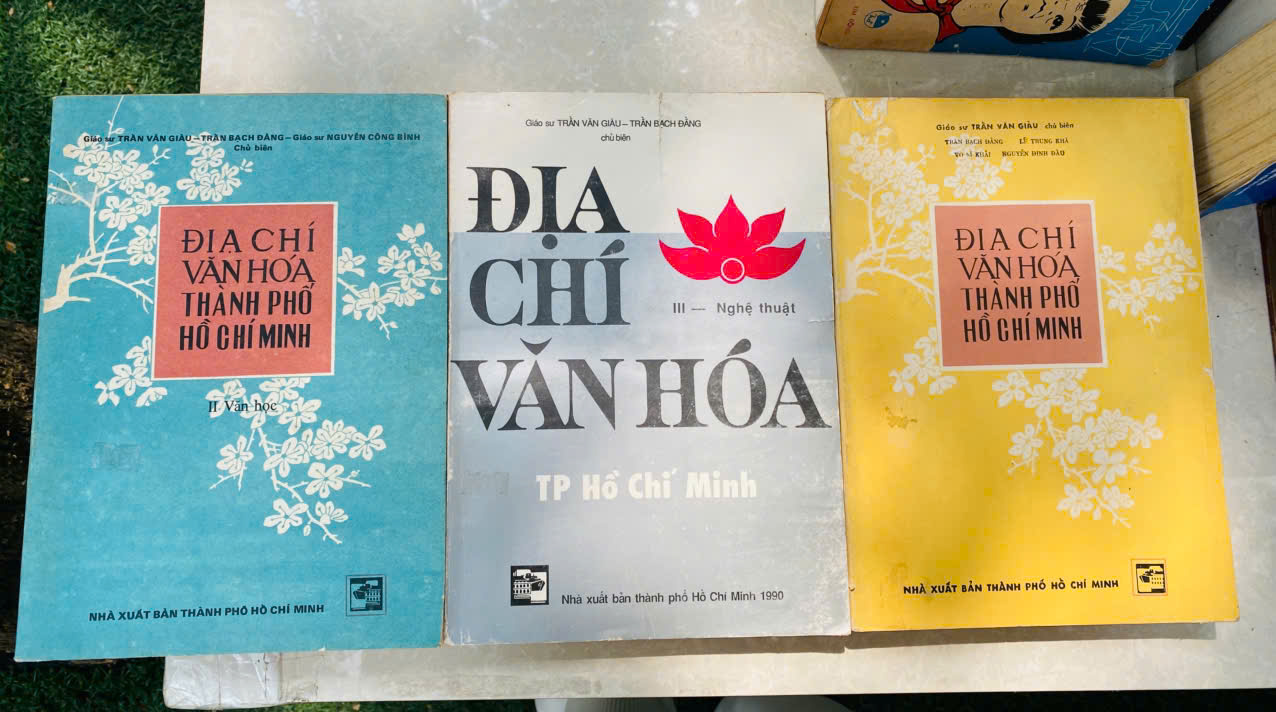 Giáo sư TRẦN VĂN GIÀU – TRẦN BẠCH ĐẰNG – Giáo sư NGUYỄN CÔNG BÌNH
Chủ biên
ĐỊA CHÍ
VĂN HÓA
THÀNH PHỐ
HỒ CHÍ MINH
II Văn học
NHÀ XUẤT BẢN THÀNH PHỐ HỒ CHÍ MINH
Giáo sư TRẦN VĂN GIÀU – TRẦN BẠCH ĐẰNG
chủ biên
ĐỊA
CHÍ
III — Nghệ thuật
VĂN HÓA
TP Hồ Chí Minh
Nhà xuất bản thành phố Hồ Chí Minh 1990
Giáo sư TRẦN VĂN GIÀU chủ biên
TRẦN BẠCH ĐẰNG LÊ TRUNG KHÁ
VÕ SĨ KHẢI NGUYỄN ĐÌNH ĐẦU
ĐỊA CHÍ
VĂN HÓA
THÀNH PHỐ
HỒ CHÍ MINH
NHÀ XUẤT BẢN THÀNH PHỐ HỒ CHÍ MINH